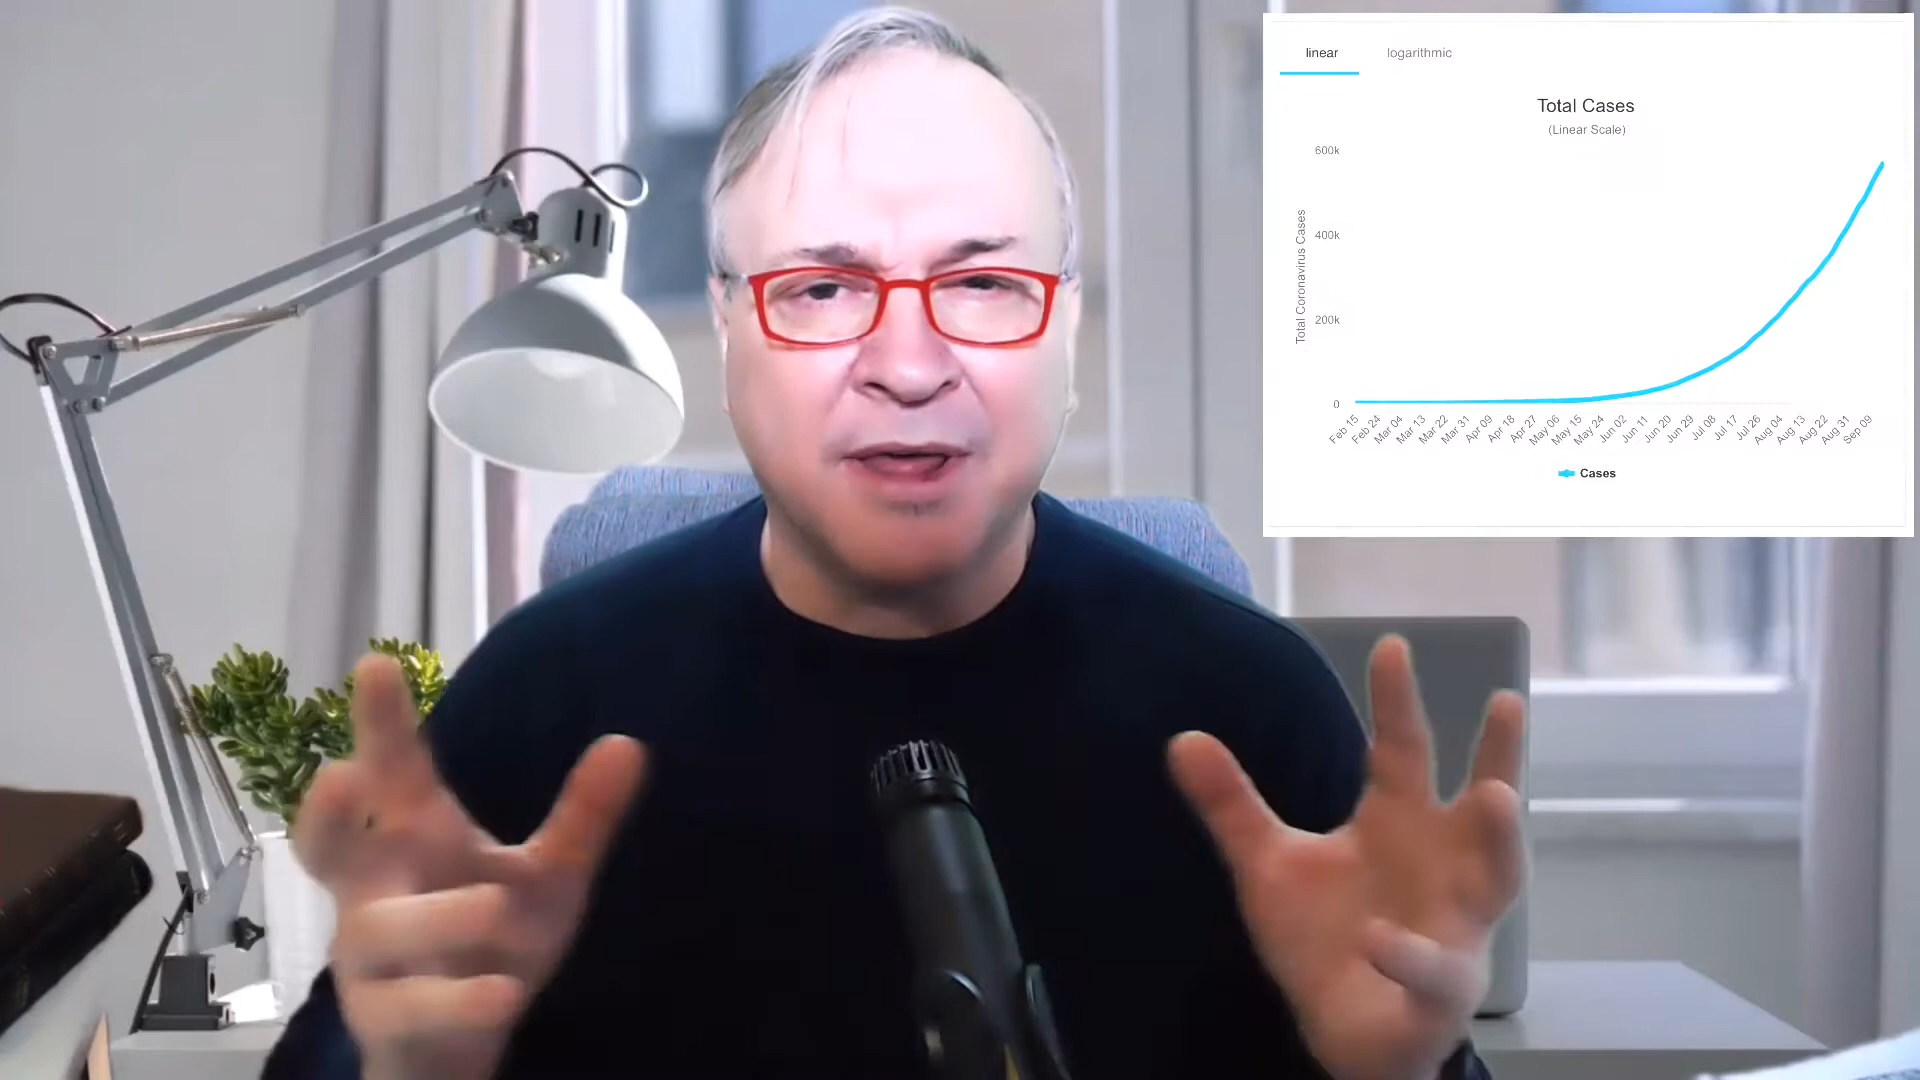 linear logarithmic
Total Cases
(Linear Scale)
600k
400k
200k
0
Total Coronavirus Cases
Feb 15 Feb 24 Mar 04 Mar 13 Mar 22 Mar 31 Apr 09 Apr 18 Apr 27 May 06 May 15 May 24 Jun 02 Jun 11 Jun 20 Jun 29 Jul 08 Jul 17 Jul 26 Aug 04 Aug 13 Aug 22 Aug 31 Sep 09
Cases